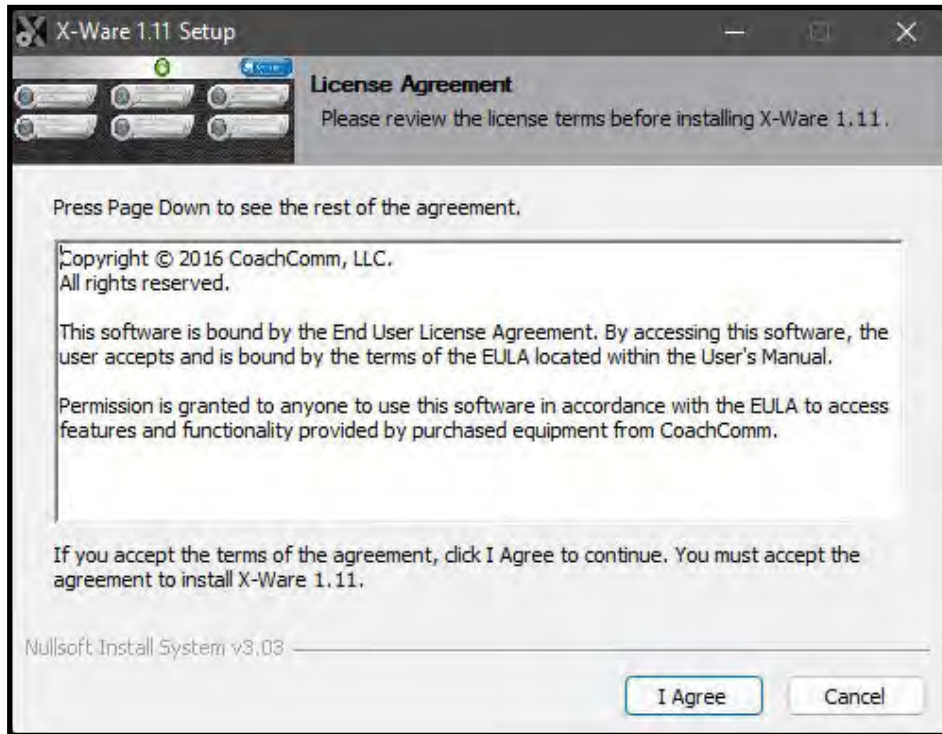 X-Ware 1.11 Setup
License Agreement
Please review the license terms before installing X-Ware 1.11.
Press Page Down to see the rest of the agreement.
Copyright © 2016 CoachComm, LLC.
All rights reserved.
This software is bound by the End User License Agreement. By accessing this software, the
user accepts and is bound by the terms of the EULA located within the User's Manual.
Permission is granted to anyone to use this software in accordance with the EULA to access
features and functionality provided by purchased equipment from CoachComm.
If you accept the terms of the agreement, click I Agree to continue. You must accept the
agreement to install X-Ware 1.11.
Nullsoft Install System v3.03
I Agree
Cancel